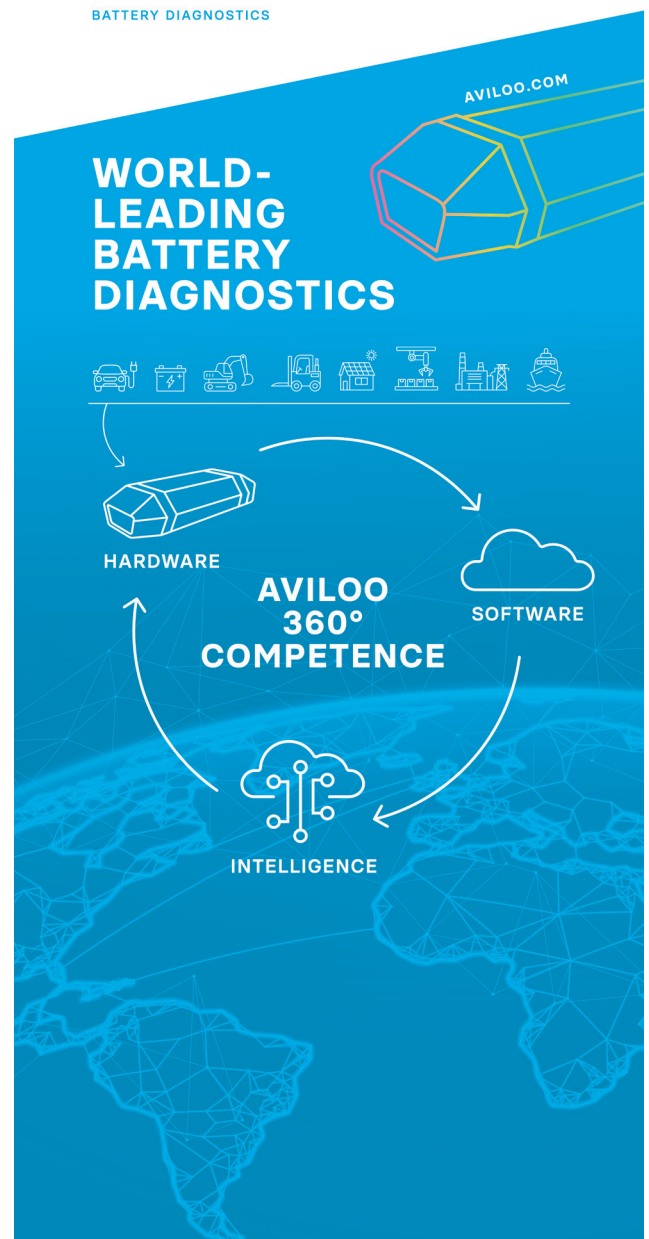 BATTERY DIAGNOSTICS
AVILOO.COM
WORLD-
LEADING
BATTERY
DIAGNOSTICS
HARDWARE
SOFTWARE
AVILOO
360°
COMPETENCE
INTELLIGENCE